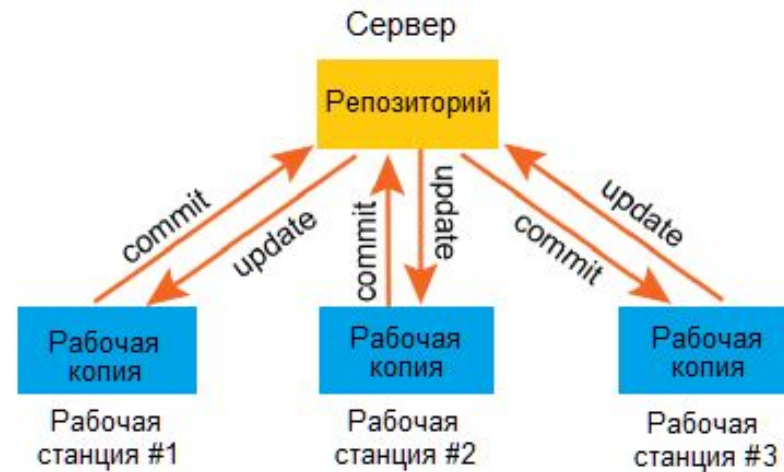 Сервер
Репозиторий
commit
update
commit
update
commit
update
Рабочая
копия
Рабочая
копия
Рабочая
копия
Рабочая
станция #1
Рабочая
станция #2
Рабочая
станция #3